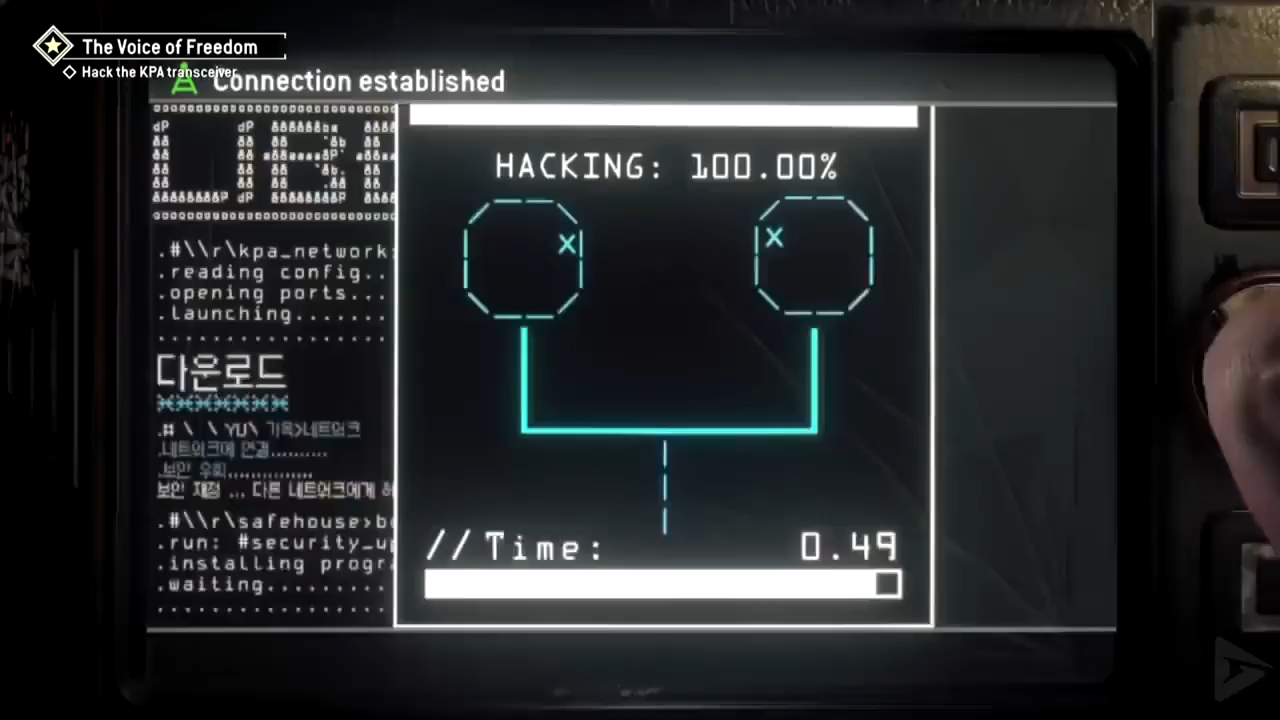 The Voice of Freedom
Hack the KPA transceiver
Connection established
HACKING: 100.00%
x
x
.#\\r\kpa_network
.reading config..
.opening ports...
.launching.......
다운로드
.# \ \ YU\ 기옥>네트워크
.네트워크에 연결..........
.보안 우회...............
보안 재정 ... 다른 네트워크에게
.#\\r\safehouse>b
.run: #security_u
.installing progr
.waiting.........
//Time: 0.49